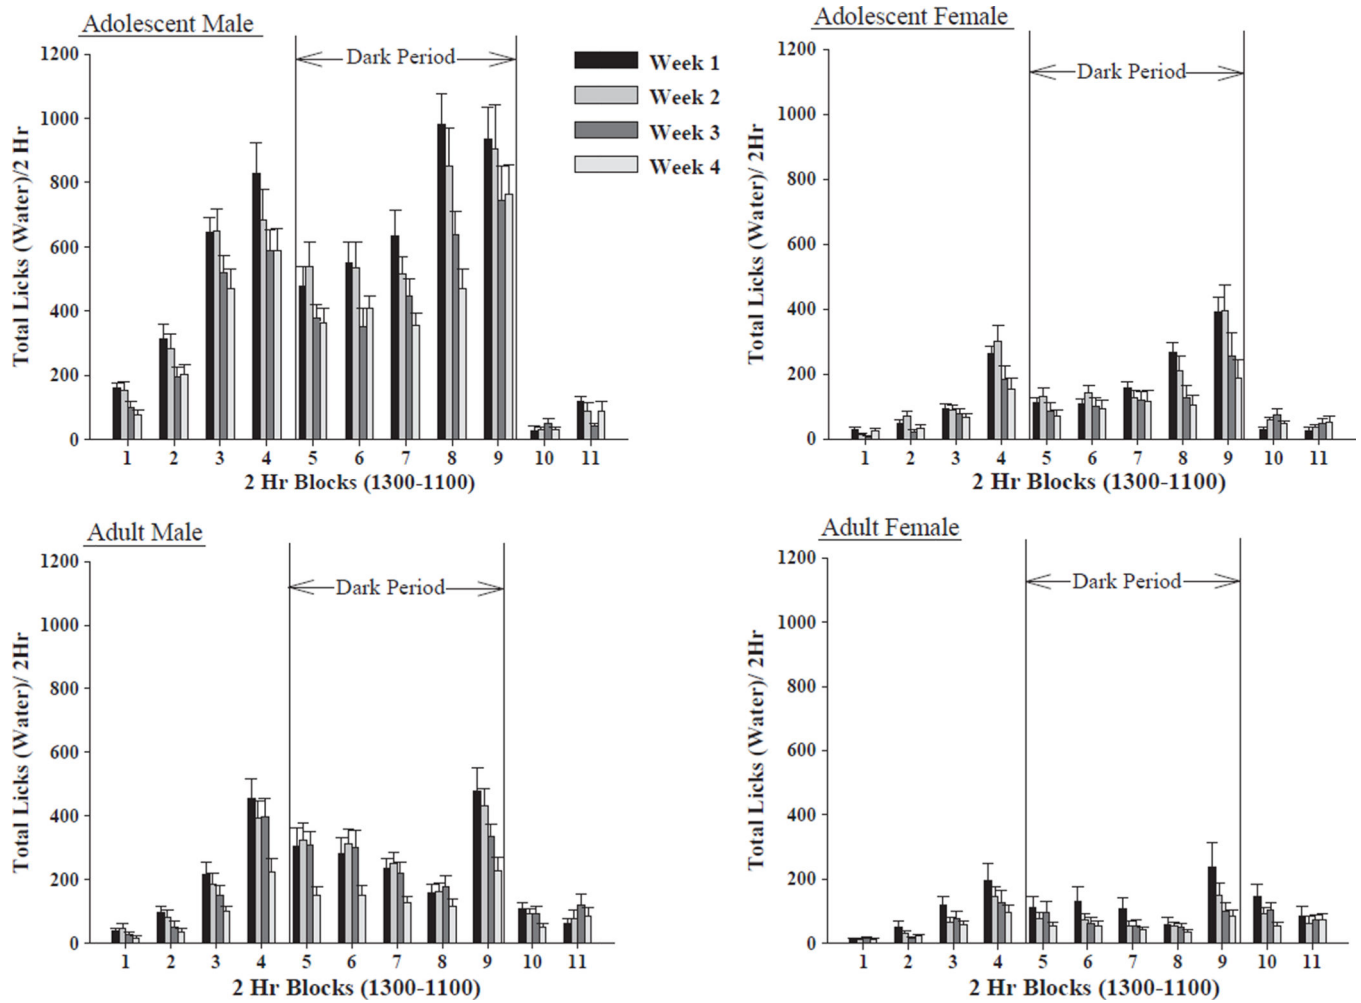 Adolescent Male
1200
1000
800
600
400
200
0
Total Licks (Water)/2 Hr
Dark Period
1 2 3 4 5 6 7 8 9 10 11
2 Hr Blocks (1300-1100)
Week 1
Week 2
Week 3
Week 4
Adolescent Female
1200
1000
800
600
400
200
0
Total Licks (Water)/ 2Hr
Dark Period
1 2 3 4 5 6 7 8 9 10 11
2 Hr Blocks (1300-1100)
Adult Male
1200
1000
800
600
400
200
0
Total Licks (Water)/ 2Hr
Dark Period
1 2 3 4 5 6 7 8 9 10 11
2 Hr Blocks (1300-1100)
Adult Female
1200
1000
800
600
400
200
0
Total Licks (Water)/ 2Hr
Dark Period
1 2 3 4 5 6 7 8 9 10 11
2 Hr Blocks (1300-1100)